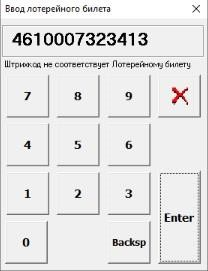 Ввод лотерейного билета
4610007323413
Штрихкод не соответствует Лотерейному билету
7 8 9
4 5 6
1 2 3
Enter
0 Backsp